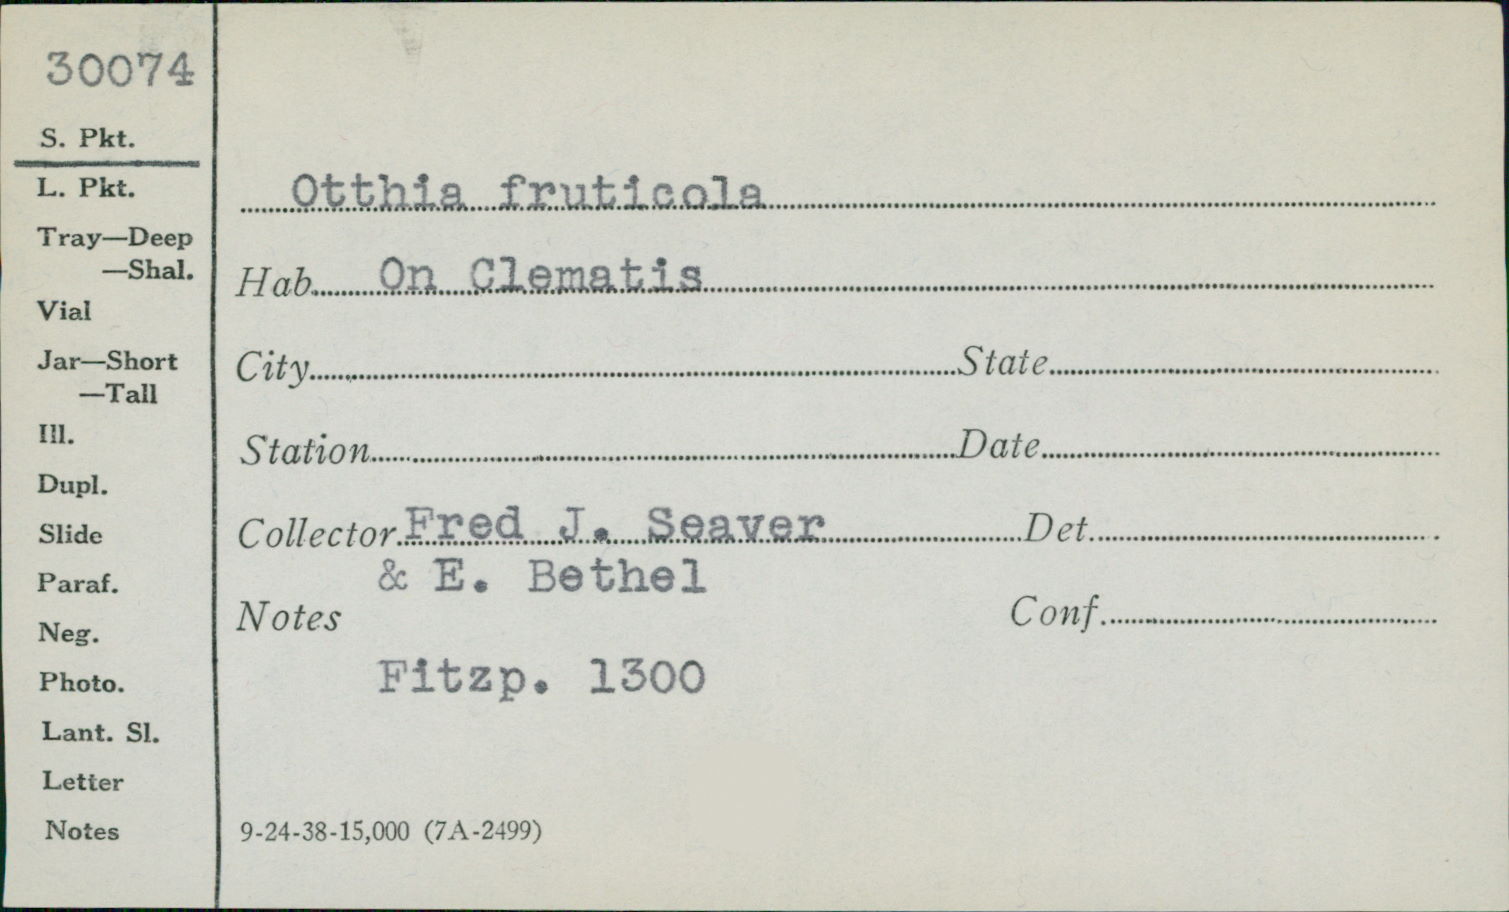 30074
S. Pkt.
L. Pkt.
Tray—Deep
—Shal.
Vial
Jar—Short
—Tall
Ill.
Dupl.
Slide
Paraf.
Neg.
Photo.
Lant. Sl.
Letter
Notes
Otthia fruticola
Hab. On Clematis
City State
Station Date
Collector Fred J. Seaver Det.
& E. Bethel
Notes Conf.
Fitzp. 1300
9-24-38-15,000 (7A-2499)